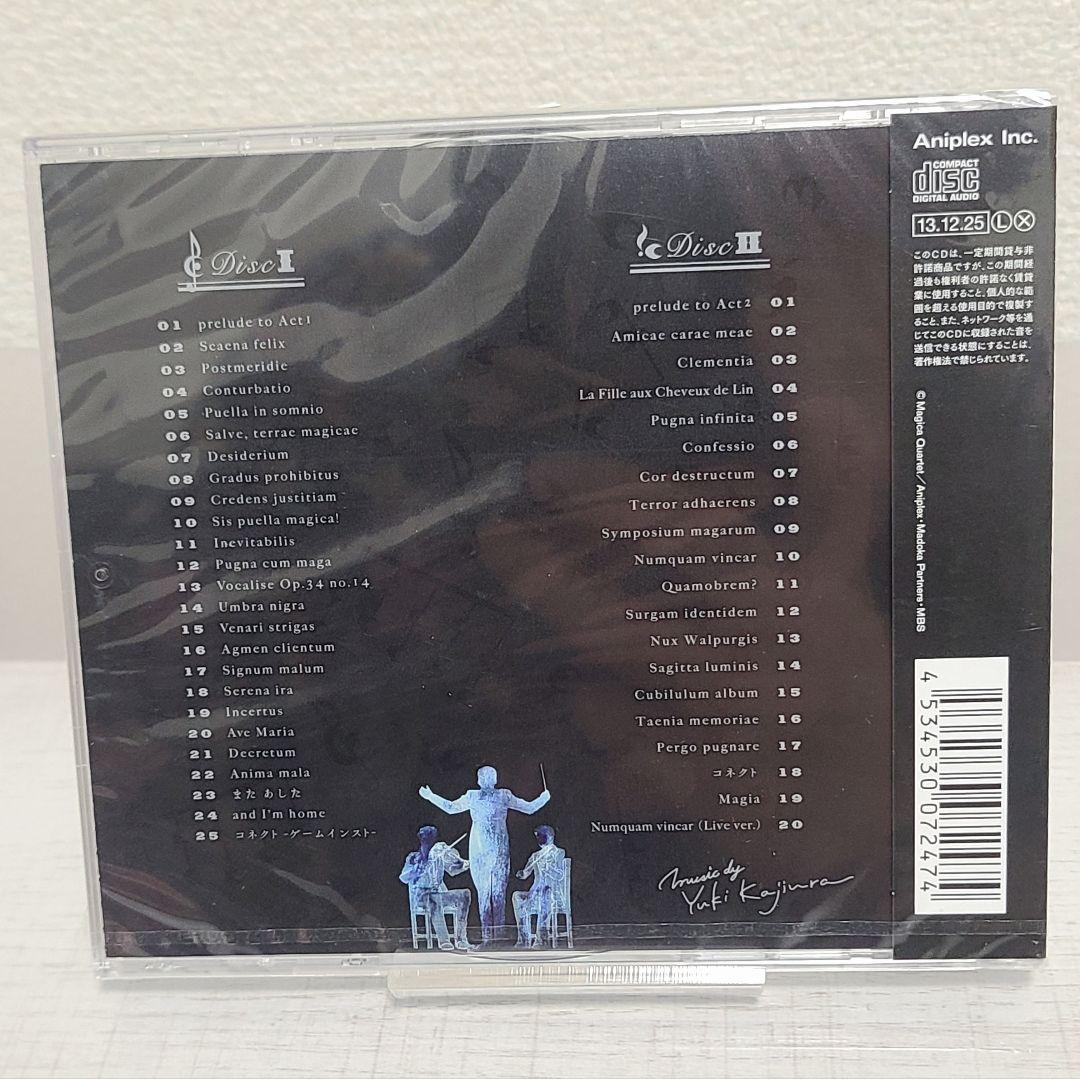 Disc I
01 prelude to Act1
02 Scaena felix
03 Postmeridie
04 Conturbatio
05 Puella in somnio
06 Salve, terrae magicae
07 Desiderium
08 Gradus prohibitus
09 Credens justitiam
10 Sis puella magica!
11 Inevitabilis
12 Pugna cum maga
13 Vocalise Op.34 no.14
14 Umbra nigra
15 Venari strigas
16 Agmen clientum
17 Signum malum
18 Serena ira
19 Incertus
20 Ave Maria
21 Decretum
22 Anima mala
23 また あした
24 and I'm home
25 コネクト -ゲームインスト-
Disc II
prelude to Act2 01
Amicae carae meae 02
Clementia 03
La Fille aux Cheveux de Lin 04
Pugna infinita 05
Confessio 06
Cor destructum 07
Terror adhaerens 08
Symposium magarum 09
Numquam vincar 10
Quamobrem? 11
Surgam identidem 12
Nux Walpurgis 13
Sagitta luminis 14
Cubilulum album 15
Taenia memoriae 16
Pergo pugnare 17
コネクト 18
Magia 19
Numquam vincar (Live ver.) 20
music by
Yuki Kajiura
Aniplex Inc.
COMPACT
disc
DIGITAL AUDIO
13.12.25 Ⓛ Ⓧ
このCDは、一定期間貸与非
許諾商品ですが、この期間経
過後も権利者の許諾なく賃貸
業に使用すること、個人的な範
囲を超える使用目的で複製す
ること、また、ネットワーク等を通
じてこのCDに収録された音を
送信できる状態にすることは、
著作権法で禁じられています。
©Magica Quartet／Aniplex・Madoka Partners・MBS
4 534530 072474